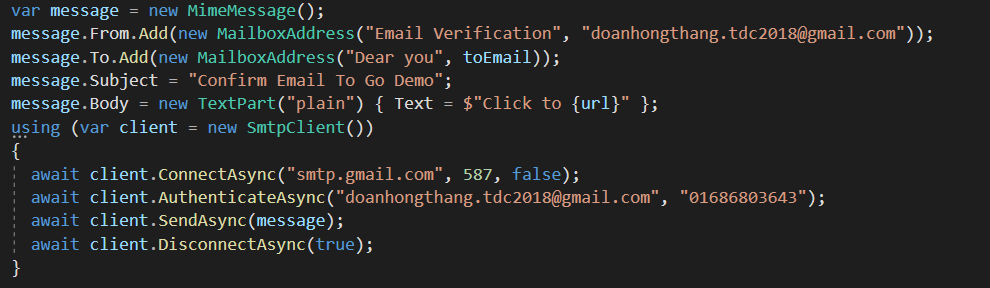 var message = new MimeMessage();
message.From.Add(new MailboxAddress("Email Verification", "doanhongthang.tdc2018@gmail.com"));
message.To.Add(new MailboxAddress("Dear you", toEmail));
message.Subject = "Confirm Email To Go Demo";
message.Body = new TextPart("plain") { Text = $"Click to {url}" };
using (var client = new SmtpClient())
{
await client.ConnectAsync("smtp.gmail.com", 587, false);
await client.AuthenticateAsync("doanhongthang.tdc2018@gmail.com", "01686803643");
await client.SendAsync(message);
await client.DisconnectAsync(true);
}